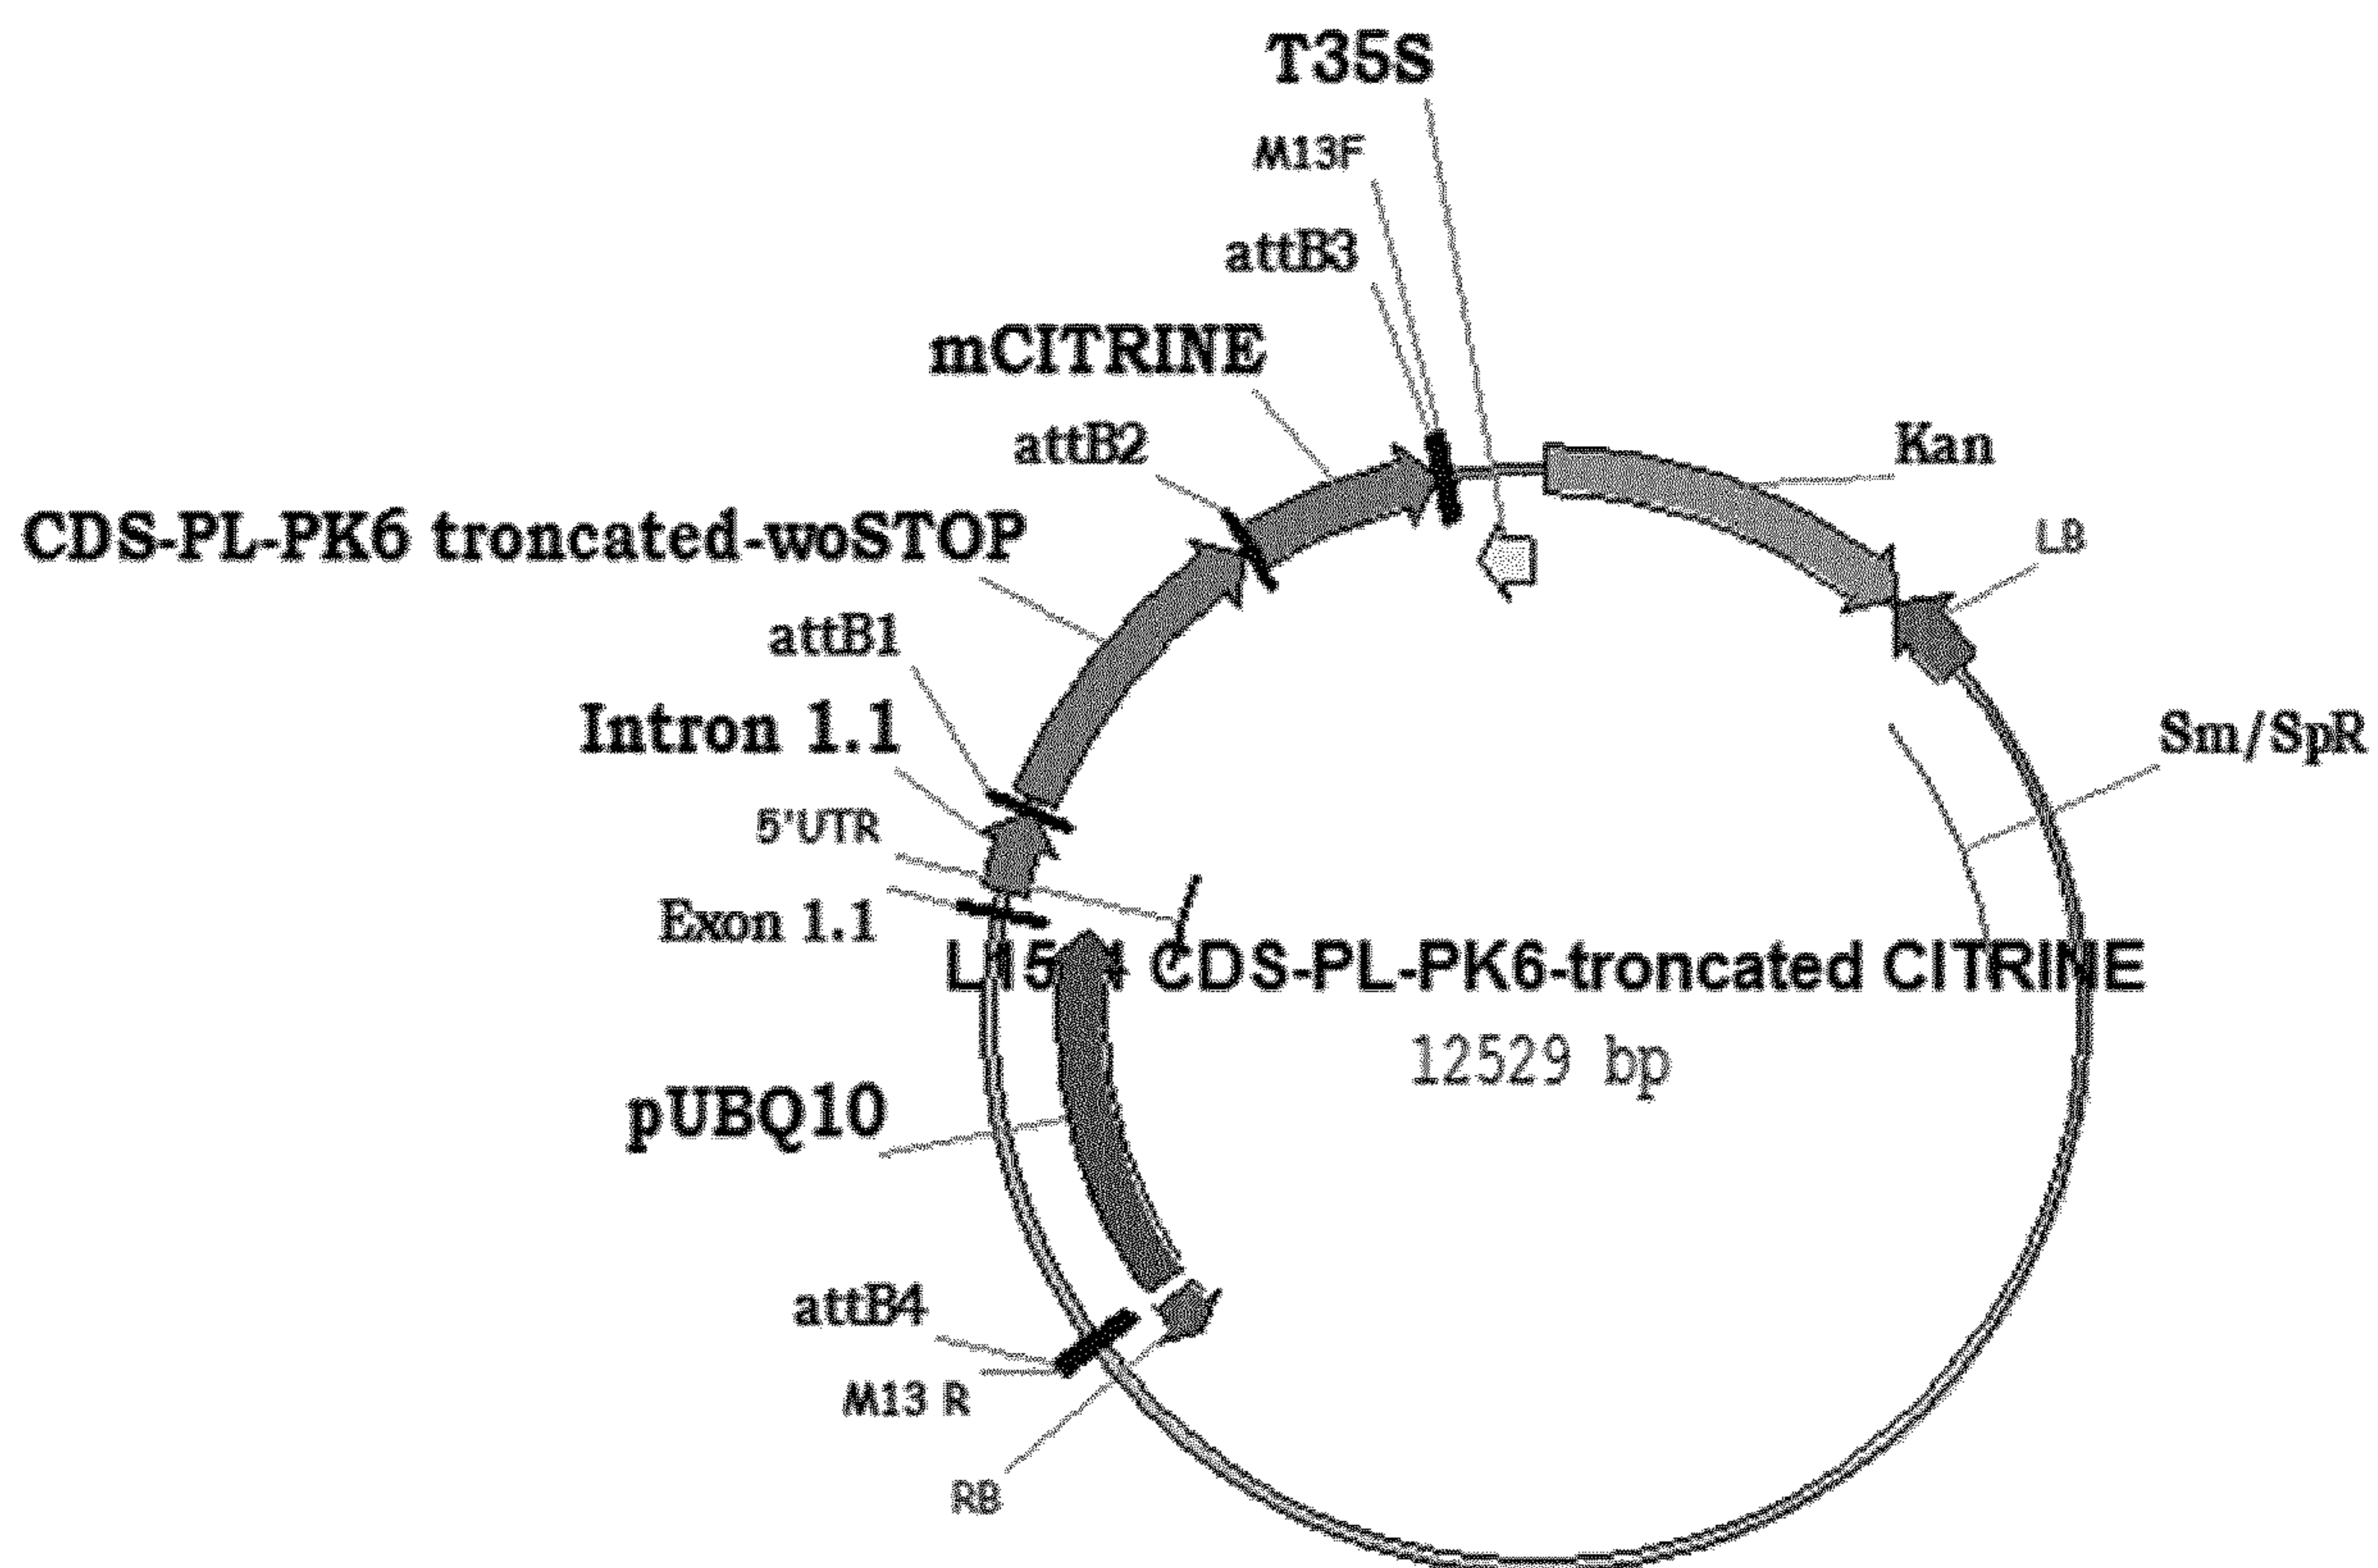 T35S
M13F
attB3
mCITRINE
attB2
Kan
CDS-PL-PK6 troncated-woSTOP
LB
attB1
Intron 1.1
Sm/SpR
5'UTR
Exon 1.1
CDS-PL-PK6-troncated CITRINE
12529 bp
pUBQ10
attB4
M13 R
RB